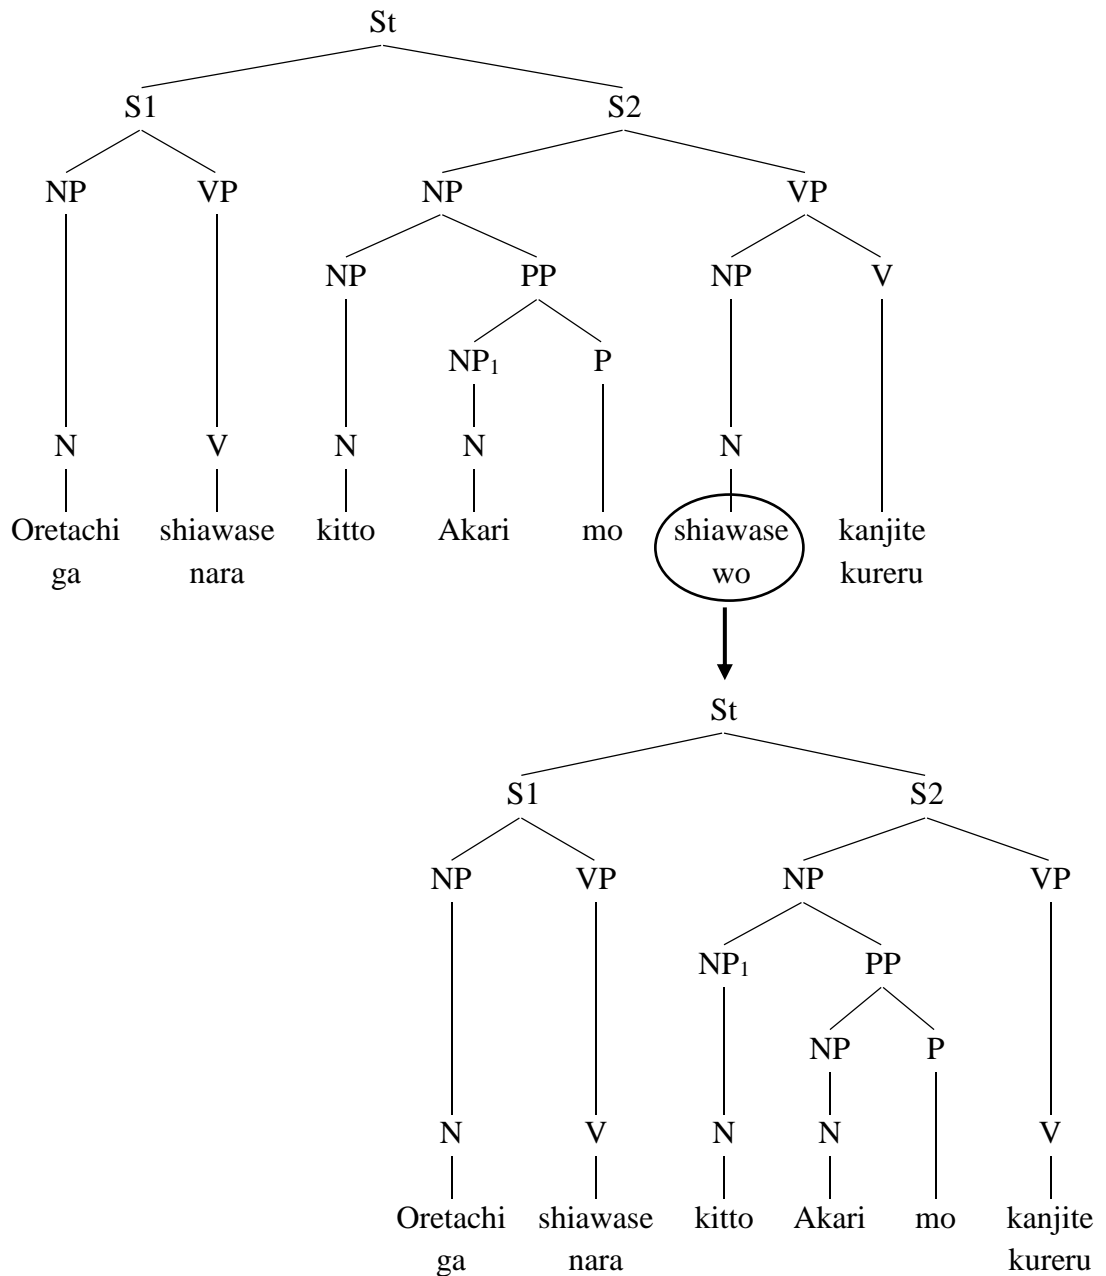 St
S1 S2
NP VP NP VP
NP PP NP V
NP₁ P
N V N N N
Oretachi shiawase kitto Akari mo shiawase kanjite
ga nara wo kureru
St
S1 S2
NP VP NP VP
NP₁ PP
NP P
N V N N V
Oretachi shiawase kitto Akari mo kanjite
ga nara kureru